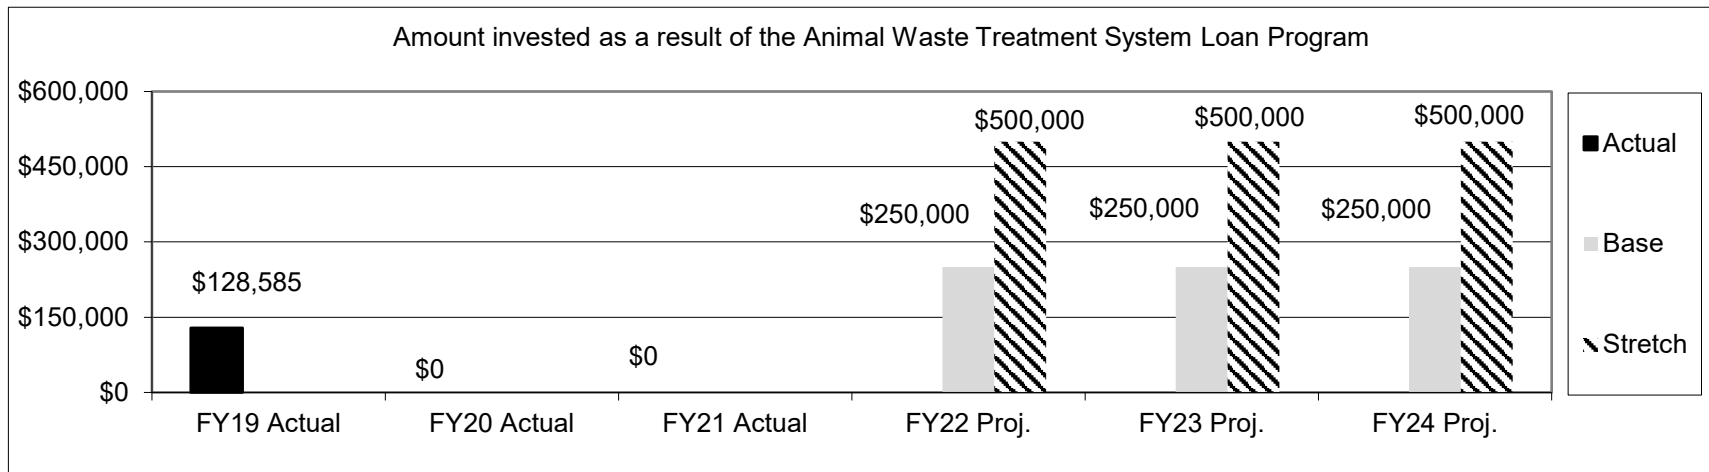 Amount invested as a result of the Animal Waste Treatment System Loan Program
$600,000
$450,000
$300,000
$150,000
$0
$128,585
$0
$0
$250,000
$500,000
$250,000
$500,000
$250,000
$500,000
FY19 Actual
FY20 Actual
FY21 Actual
FY22 Proj.
FY23 Proj.
FY24 Proj.
Actual
Base
Stretch